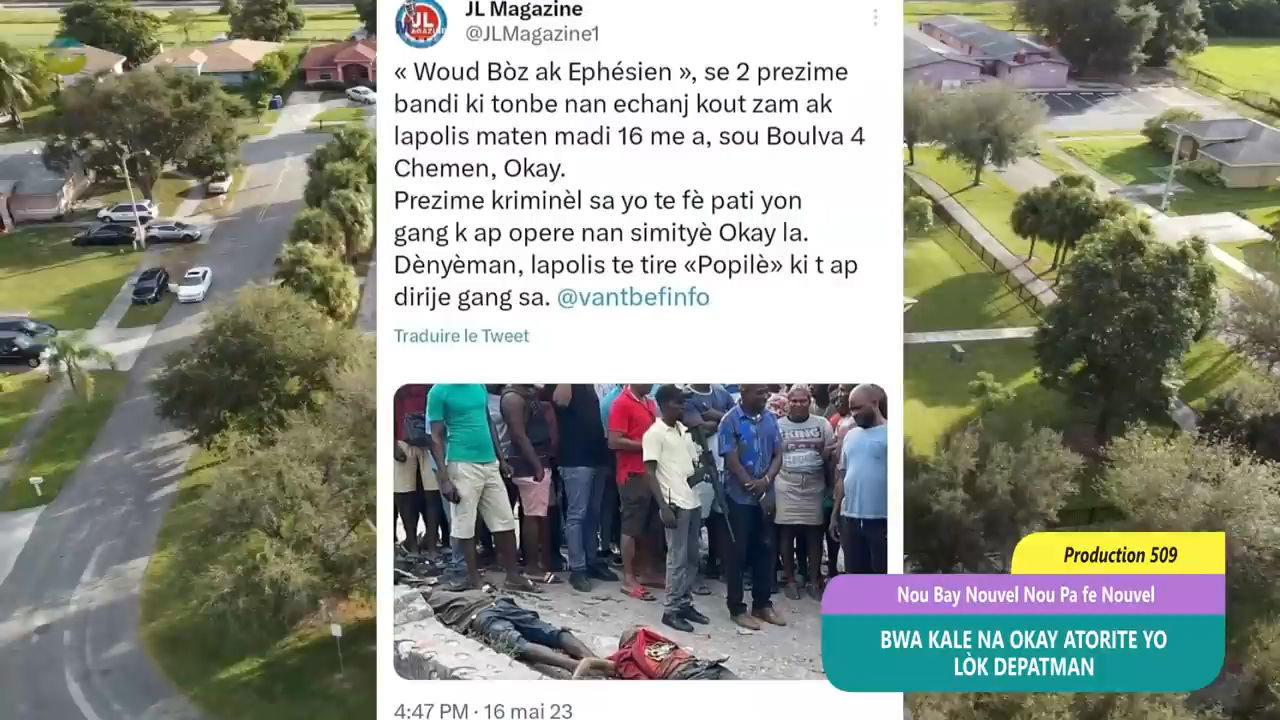 JL Magazine
@JLMagazine1
« Woud Bòz ak Ephésien », se 2 prezime
bandi ki tonbe nan echanj kout zam ak
lapolis maten madi 16 me a, sou Boulva 4
Chemen, Okay.
Prezime kriminèl sa yo te fè pati yon
gang k ap opere nan simityè Okay la.
Dènyèman, lapolis te tire «Popilè» ki t ap
dirije gang sa. @vantbefinfo
Traduire le Tweet
KING
4:47 PM · 16 mai 23
Production 509
Nou Bay Nouvel Nou Pa fe Nouvel
BWA KALE NA OKAY ATORITE YO
LÒK DEPATMAN
JL
MAGAZINE